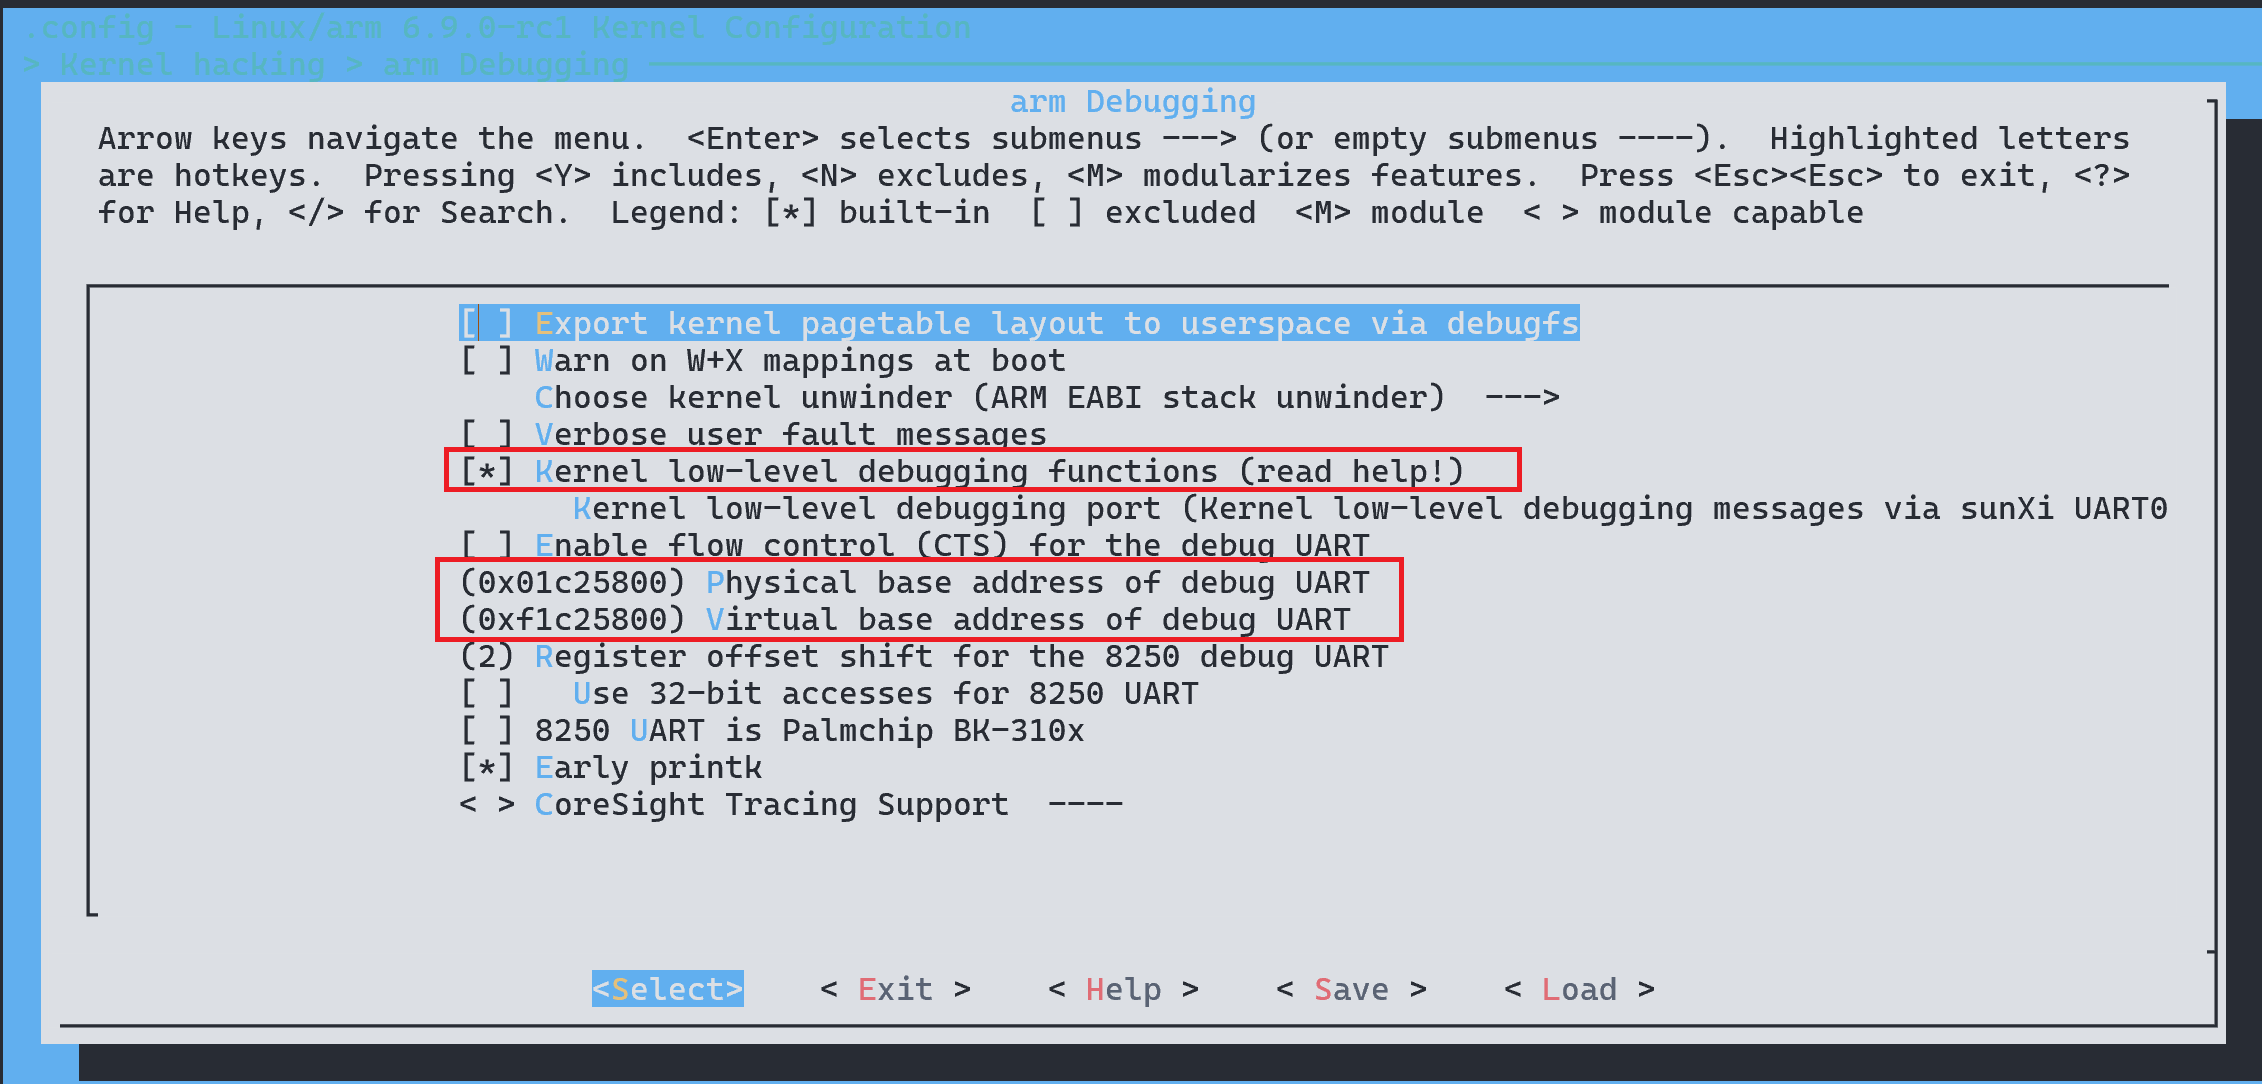 .config - Linux/arm 6.9.0-rc1 Kernel Configuration
> Kernel hacking > arm Debugging
arm Debugging
Arrow keys navigate the menu.  <Enter> selects submenus ---> (or empty submenus ----).  Highlighted letters
are hotkeys.  Pressing <Y> includes, <N> excludes, <M> modularizes features.  Press <Esc><Esc> to exit, <?>
for Help, </> for Search.  Legend: [*] built-in  [ ] excluded  <M> module  < > module capable
[ ] Export kernel pagetable layout to userspace via debugfs
[ ] Warn on W+X mappings at boot
Choose kernel unwinder (ARM EABI stack unwinder)  --->
[ ] Verbose user fault messages
[*] Kernel low-level debugging functions (read help!)
Kernel low-level debugging port (Kernel low-level debugging messages via sunXi UART0
[ ] Enable flow control (CTS) for the debug UART
(0x01c25800) Physical base address of debug UART
(0xf1c25800) Virtual base address of debug UART
(2) Register offset shift for the 8250 debug UART
[ ]   Use 32-bit accesses for 8250 UART
[ ] 8250 UART is Palmchip BK-310x
[*] Early printk
< > CoreSight Tracing Support  ----
<Select>    < Exit >    < Help >    < Save >    < Load >